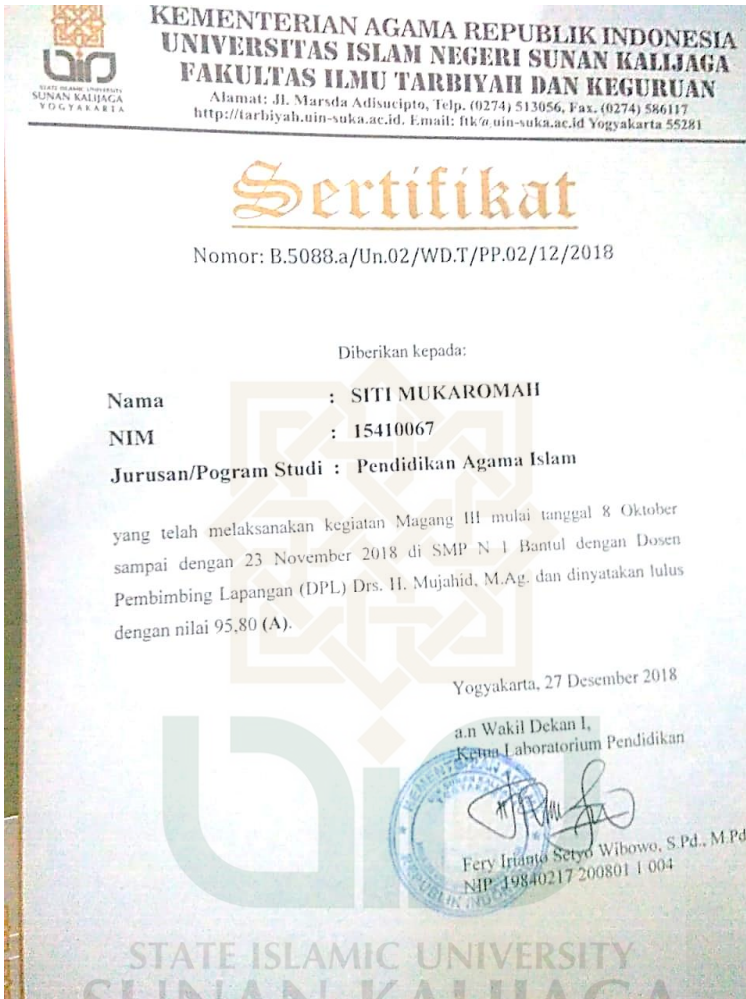 KEMENTERIAN AGAMA REPUBLIK INDONESIA
UNIVERSITAS ISLAM NEGERI SUNAN KALIJAGA
FAKULTAS ILMU TARBIYAH DAN KEGURUAN
Alamat: Jl. Marsda Adisucipto, Telp. (0274) 513056, Fax. (0274) 586117
http://tarbiyah.uin-suka.ac.id. Email: ftk@uin-suka.ac.id Yogyakarta 55281
STATE ISLAMIC UNIVERSITY
SUNAN KALIJAGA
YOGYAKARTA
Sertifikat
Nomor: B.5088.a/Un.02/WD.T/PP.02/12/2018
Diberikan kepada:
Nama : SITI MUKAROMAH
NIM : 15410067
Jurusan/Pogram Studi : Pendidikan Agama Islam
yang telah melaksanakan kegiatan Magang III mulai tanggal 8 Oktober
sampai dengan 23 November 2018 di SMP N 1 Bantul dengan Dosen
Pembimbing Lapangan (DPL) Drs. H. Mujahid, M.Ag. dan dinyatakan lulus
dengan nilai 95,80 (A).
Yogyakarta, 27 Desember 2018
a.n Wakil Dekan I,
Ketua Laboratorium Pendidikan
Fery Irianto Setyo Wibowo, S.Pd., M.Pd
NIP. 19840217 200801 1 004
KEMENTERIAN AGAMA
REPUBLIK INDONESIA
STATE ISLAMIC UNIVERSITY
SUNAN KALIJAGA